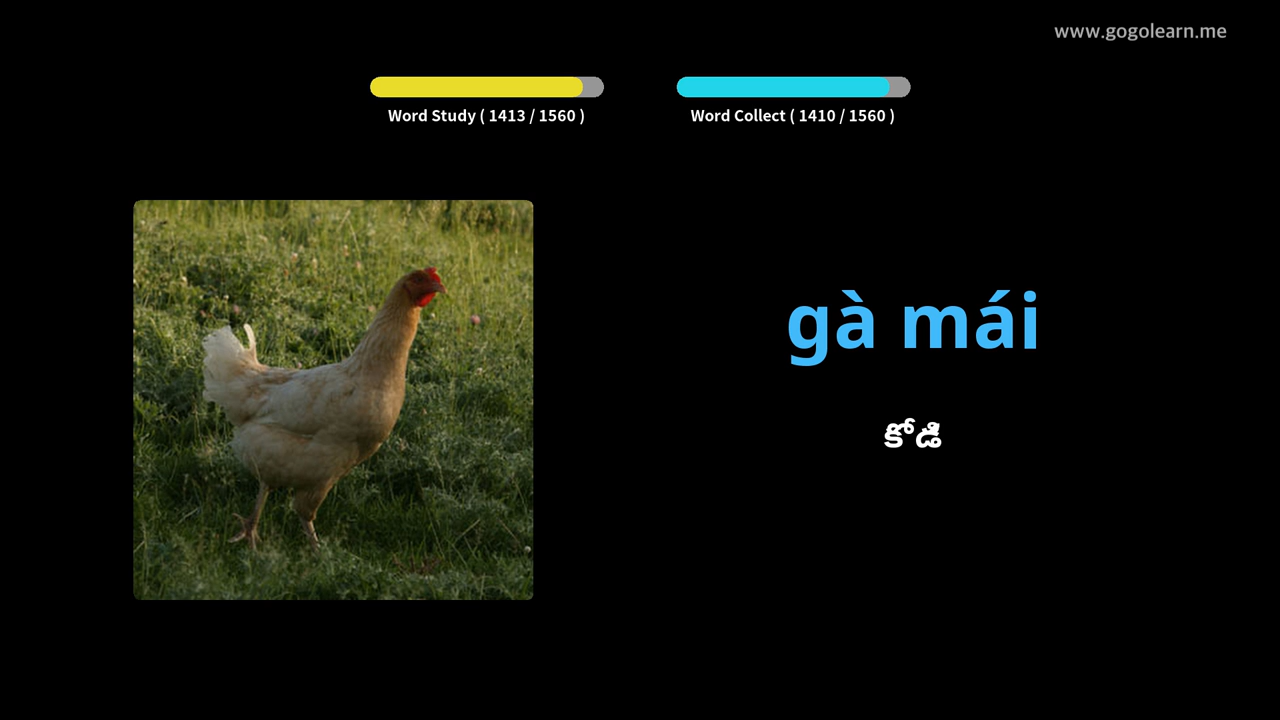 www.gogolearn.me
Word Study ( 1413 / 1560 )
Word Collect ( 1410 / 1560 )
gà mái
కోడి